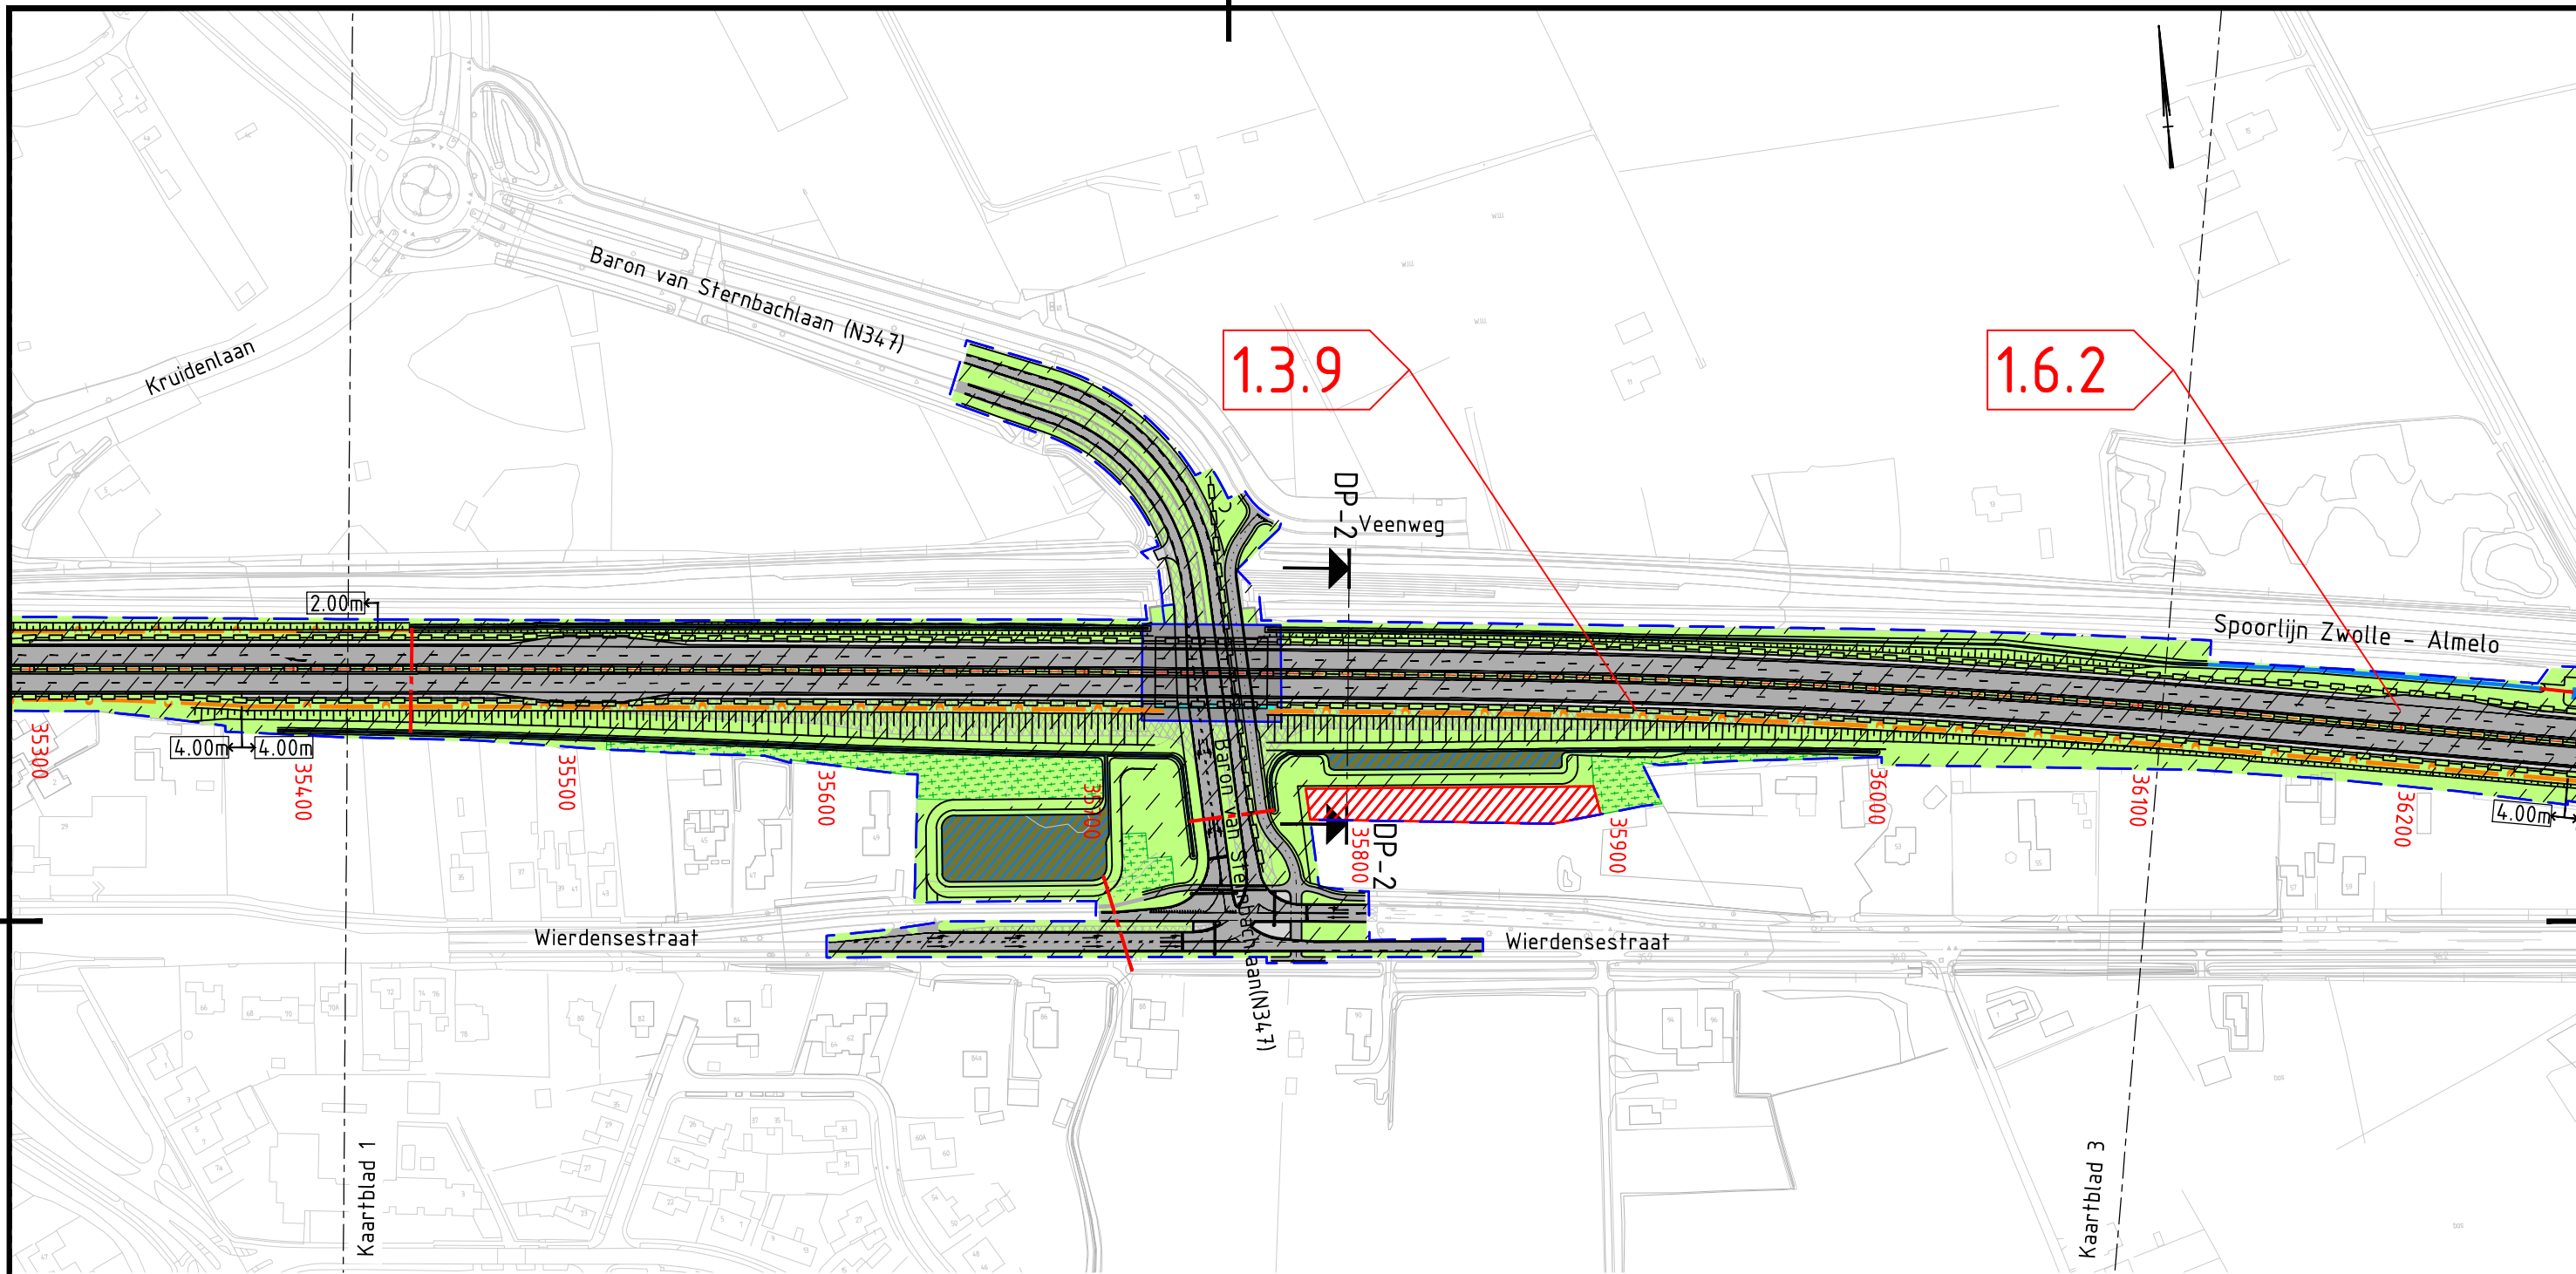 Baron van Sternbachlaan (N347)
Kruidenlaan
1.3.9
1.6.2
DP-2
Veenweg
2.00m
Spoorlijn Zwolle - Almelo
4.00m
4.00m
4.00m
35300
35400
35500
35600
35700
35800
35900
36000
36100
36200
DP-2
Baron van Sternbachlaan(N347)
Wierdensestraat
Wierdensestraat
Kaartblad 1
Kaartblad 3